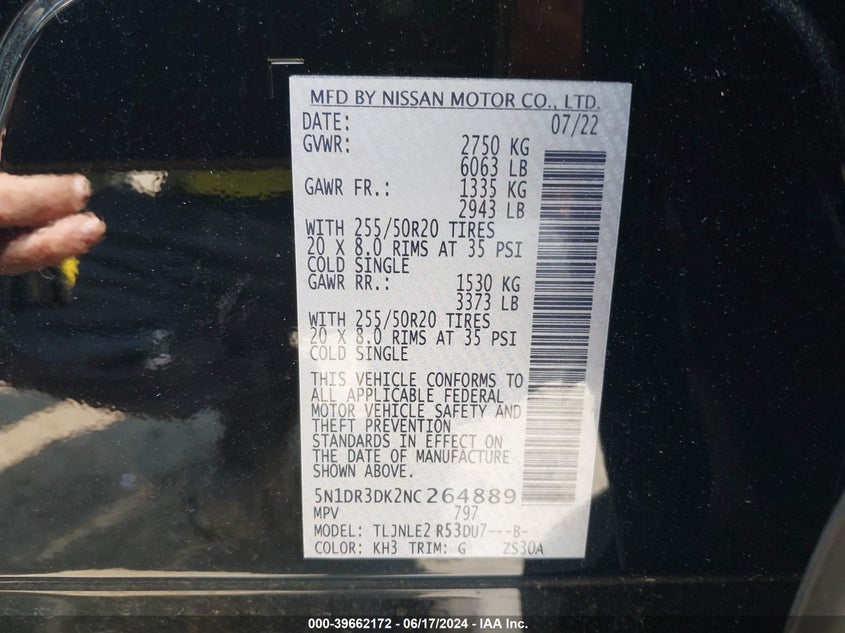 MFD BY NISSAN MOTOR CO., LTD.
DATE: 07/22
GVWR: 2750 KG
6063 LB
GAWR FR.: 1335 KG
2943 LB
WITH 255/50R20 TIRES
20 X 8.0 RIMS AT 35 PSI
COLD SINGLE
GAWR RR.: 1530 KG
3373 LB
WITH 255/50R20 TIRES
20 X 8.0 RIMS AT 35 PSI
COLD SINGLE
THIS VEHICLE CONFORMS TO
ALL APPLICABLE FEDERAL
MOTOR VEHICLE SAFETY AND
THEFT PREVENTION
STANDARDS IN EFFECT ON
THE DATE OF MANUFACTURE
SHOWN ABOVE.
5N1DR3DK2NC264889
MPV 797
MODEL: TLJNLE2 R53DU7---B-
COLOR: KH3 TRIM: G ZS30A
000-39662172 - 06/17/2024 - IAA Inc.